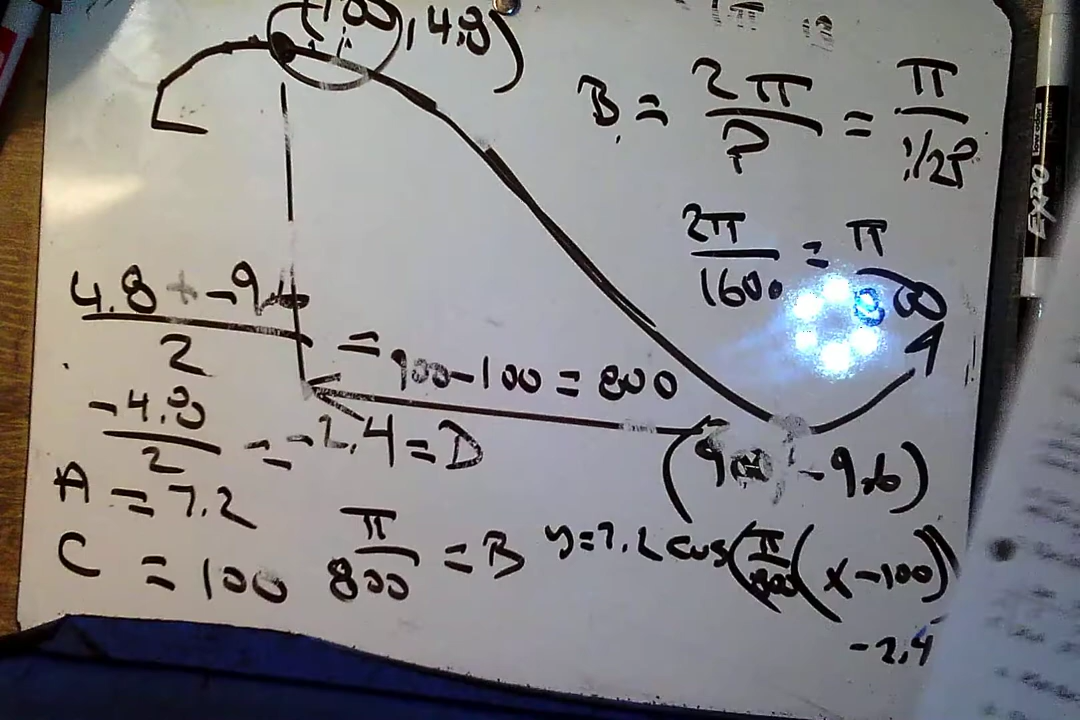 (100, 4.8)
B = 2π/P = π/1/2P
2π/1600 = π/800
4.8 + -9.6/2 =
900-100 = 800
-4.8/2 = -2.4 = D
(900, -9.6)
A = 7.2
C = 100
π/800 = B
y=7.2 cos(π/800(x-100))
-2.4
EXPO